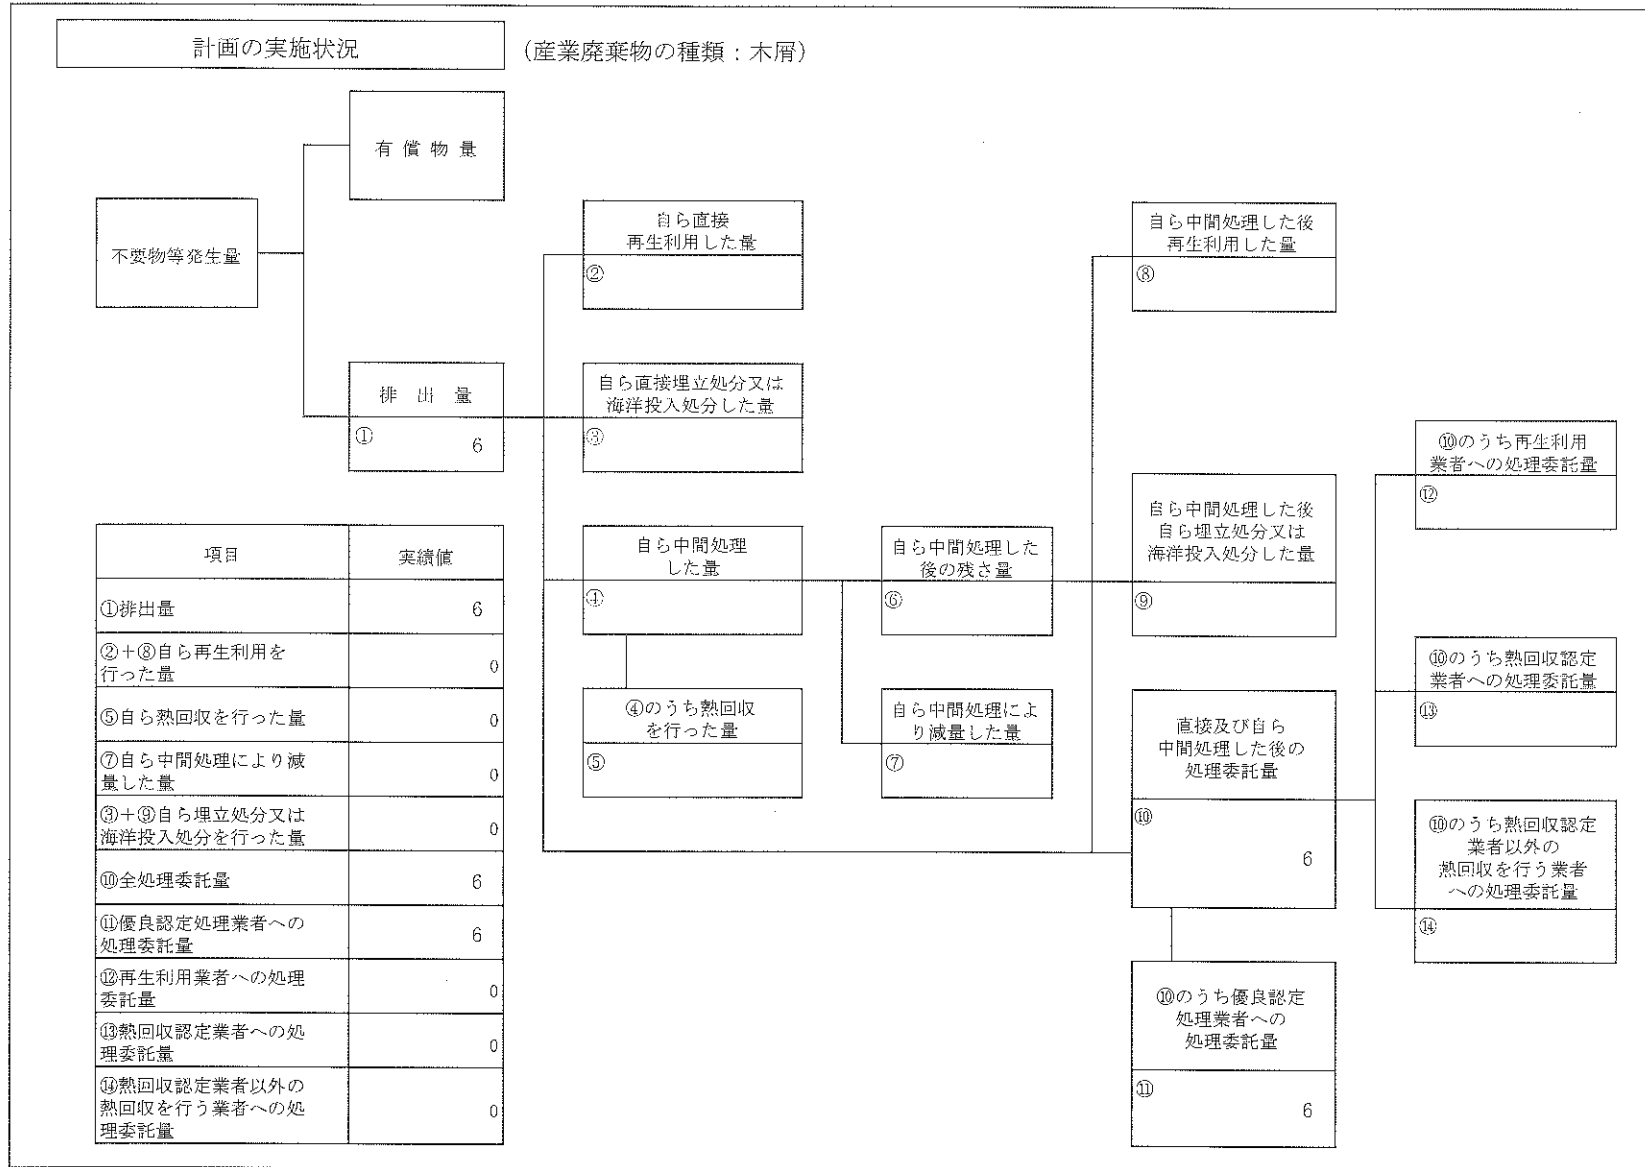 計画の実施状況
(産業廃棄物の種類：木屑)
有償物量
不要物等発生量
排出量
① 6
自ら直接
再生利用した量
②
自ら直接埋立処分又は
海洋投入処分した量
③
自ら中間処理
した量
④
④のうち熱回収
を行った量
⑤
自ら中間処理した
後の残さ量
⑥
自ら中間処理によ
り減量した量
⑦
自ら中間処理した後
再生利用した量
⑧
自ら中間処理した後
自ら埋立処分又は
海洋投入処分した量
⑨
直接及び自ら
中間処理した後の
処理委託量
⑩
6
⑩のうち優良認定
処理業者への
処理委託量
⑪
6
⑩のうち再生利用
業者への処理委託量
⑫
⑩のうち熱回収認定
業者への処理委託量
⑬
⑩のうち熱回収認定
業者以外の
熱回収を行う業者
への処理委託量
⑭
項目 実績値
①排出量 6
②＋⑧自ら再生利用を
行った量 0
⑤自ら熱回収を行った量 0
⑦自ら中間処理により減
量した量 0
③＋⑨自ら埋立処分又は
海洋投入処分を行った量 0
⑩全処理委託量 6
⑪優良認定処理業者への
処理委託量 6
⑫再生利用業者への処理
委託量 0
⑬熱回収認定業者への処
理委託量 0
⑭熱回収認定業者以外の
熱回収を行う業者への処
理委託量 0